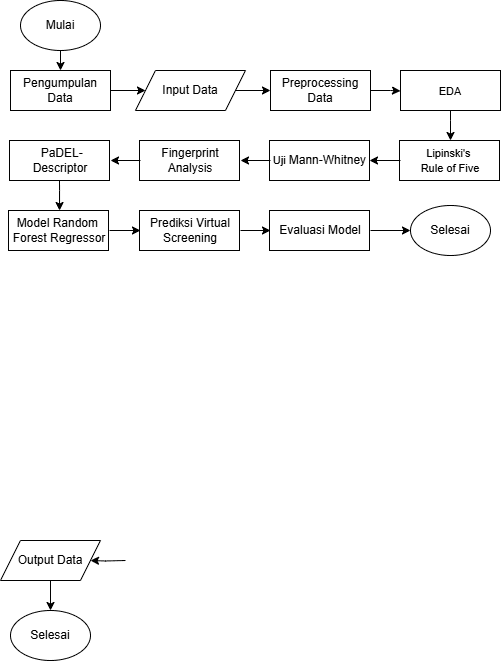 Mulai
Pengumpulan
Data
Input Data
Preprocessing
Data
EDA
Lipinski's
Rule of Five
Uji Mann-Whitney
Fingerprint
Analysis
PaDEL-
Descriptor
Model Random
Forest Regressor
Prediksi Virtual
Screening
Evaluasi Model
Selesai
Output Data
Selesai